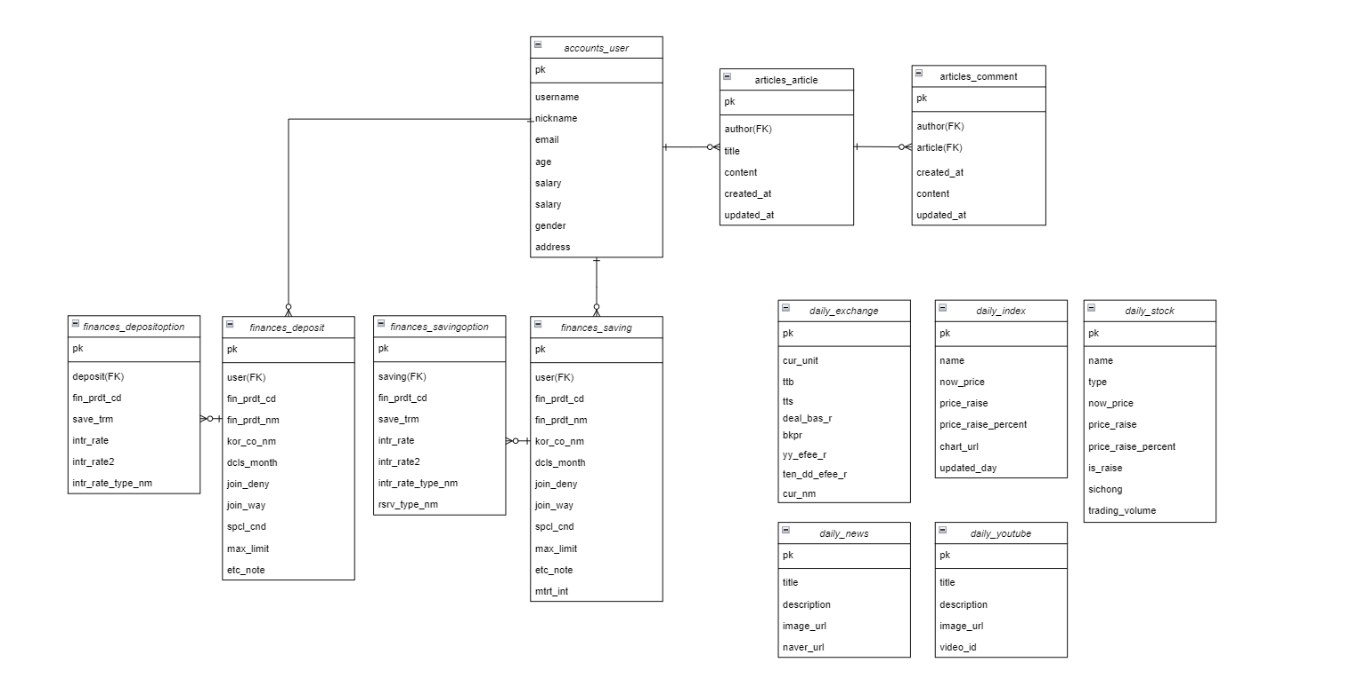 accounts_user
pk
username
nickname
email
age
salary
salary
gender
address
articles_article
pk
author(FK)
title
content
created_at
updated_at
articles_comment
pk
author(FK)
article(FK)
created_at
content
updated_at
finances_depositoption
pk
deposit(FK)
fin_prdt_cd
save_trm
intr_rate
intr_rate2
intr_rate_type_nm
finances_deposit
pk
user(FK)
fin_prdt_cd
fin_prdt_nm
kor_co_nm
dcls_month
join_deny
join_way
spcl_cnd
max_limit
etc_note
finances_savingoption
pk
saving(FK)
fin_prdt_cd
save_trm
intr_rate
intr_rate2
intr_rate_type_nm
rsrv_type_nm
finances_saving
pk
user(FK)
fin_prdt_cd
fin_prdt_nm
kor_co_nm
dcls_month
join_deny
join_way
spcl_cnd
max_limit
etc_note
mtrt_int
daily_exchange
pk
cur_unit
ttb
tts
deal_bas_r
bkpr
yy_efee_r
ten_dd_efee_r
cur_nm
daily_index
pk
name
now_price
price_raise
price_raise_percent
chart_url
updated_day
daily_stock
pk
name
type
now_price
price_raise
price_raise_percent
is_raise
sichong
trading_volume
daily_news
pk
title
description
image_url
naver_url
daily_youtube
pk
title
description
image_url
video_id